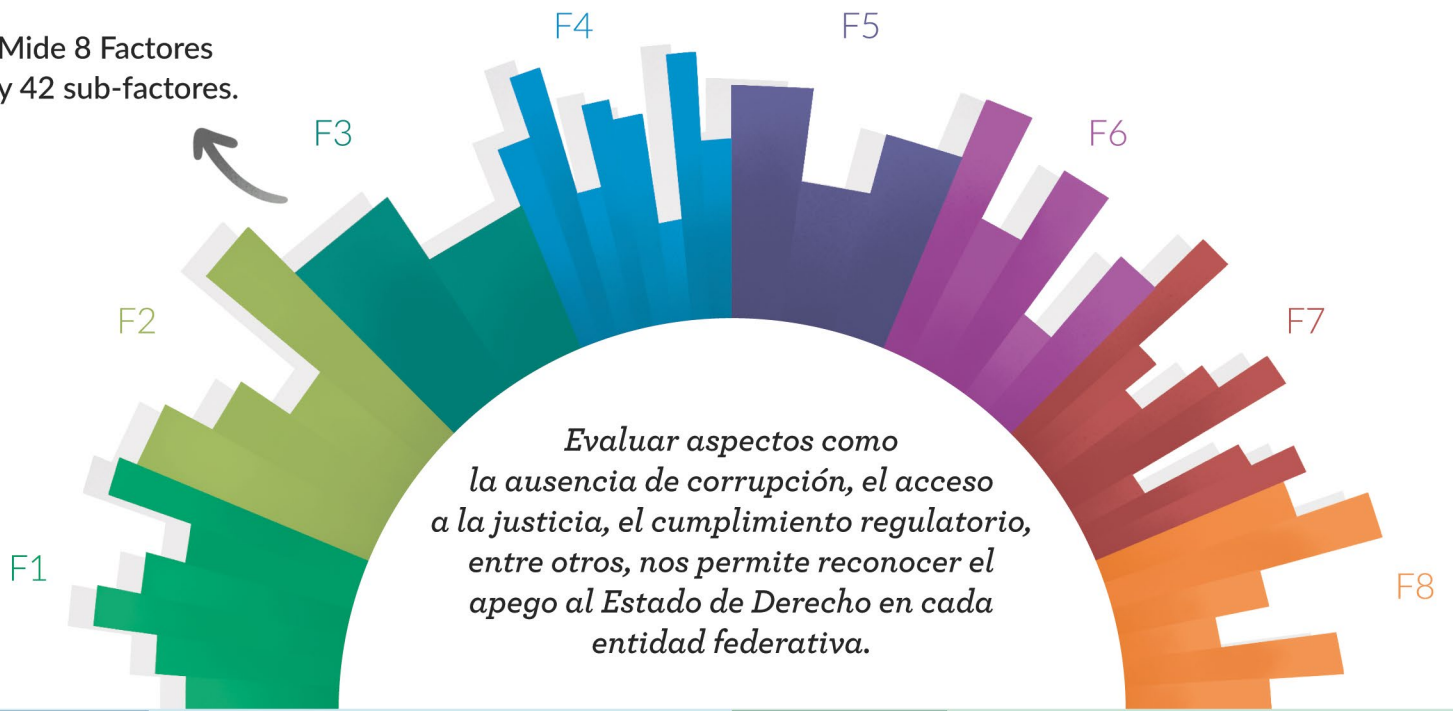 Mide 8 Factores
y 42 sub-factores.
F1
F2
F3
F4
F5
F6
F7
F8
Evaluar aspectos como
la ausencia de corrupción, el acceso
a la justicia, el cumplimiento regulatorio,
entre otros, nos permite reconocer el
apego al Estado de Derecho en cada
entidad federativa.